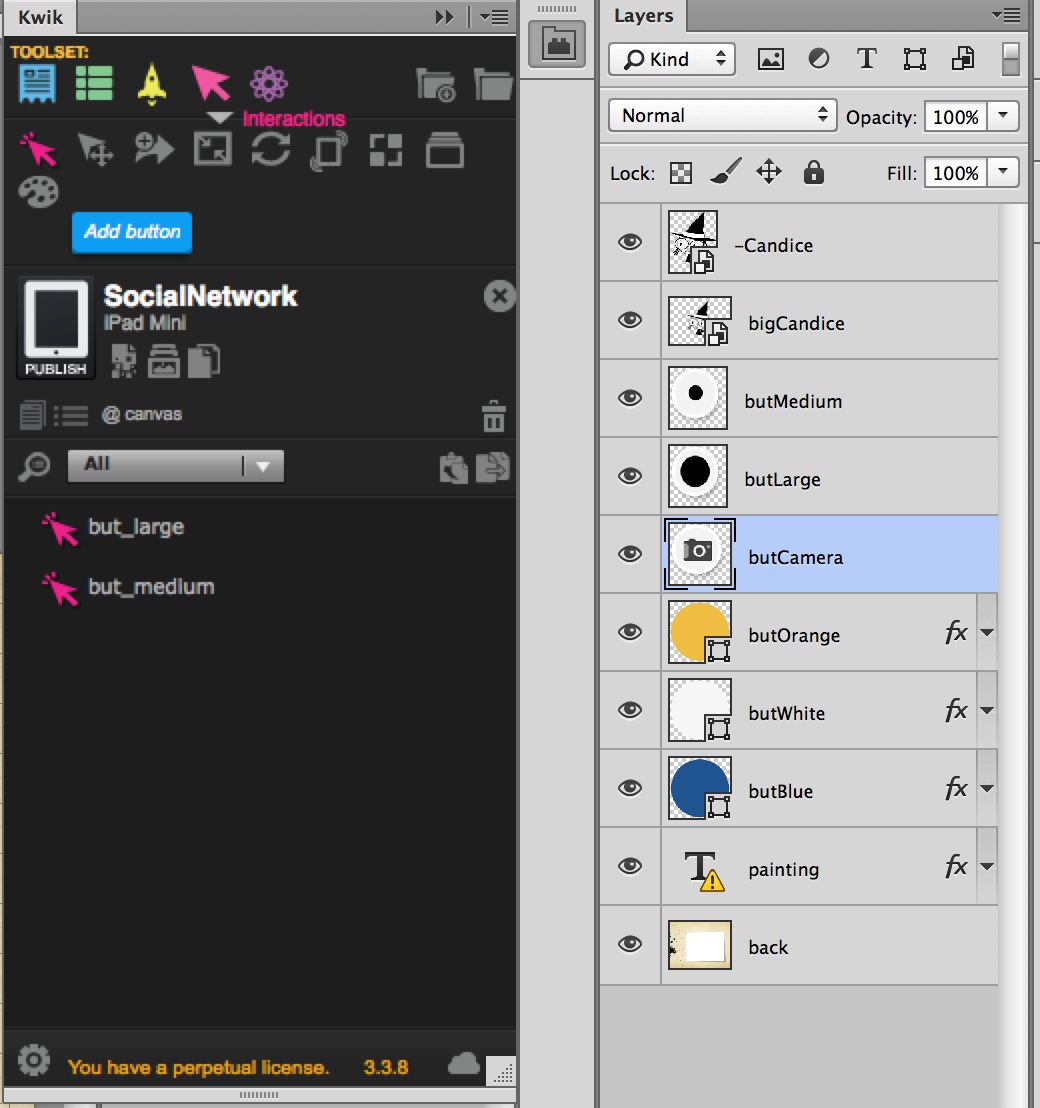 Kwik
TOOLSET:
Interactions
Add button
SocialNetwork
iPad Mini
PUBLISH
@ canvas
All
but_large
but_medium
You have a perpetual license. 3.3.8
Layers
Kind
T
Normal
Opacity: 100%
Lock:
Fill: 100%
-Candice
bigCandice
butMedium
butLarge
butCamera
butOrange fx
butWhite fx
butBlue fx
T painting fx
back